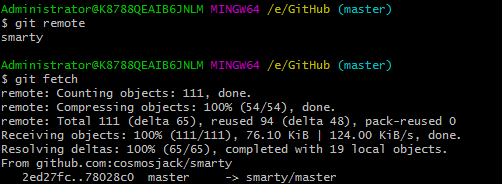 Administrator@K8788QEAIB6JNLM MINGW64 /e/GitHub (master)
$ git remote
smarty
Administrator@K8788QEAIB6JNLM MINGW64 /e/GitHub (master)
$ git fetch
remote: Counting objects: 111, done.
remote: Compressing objects: 100% (54/54), done.
remote: Total 111 (delta 65), reused 94 (delta 48), pack-reused 0
Receiving objects: 100% (111/111), 76.10 KiB | 124.00 KiB/s, done.
Resolving deltas: 100% (65/65), completed with 19 local objects.
From github.com:cosmosjack/smarty
   2ed27fc..78028c0  master     -> smarty/master